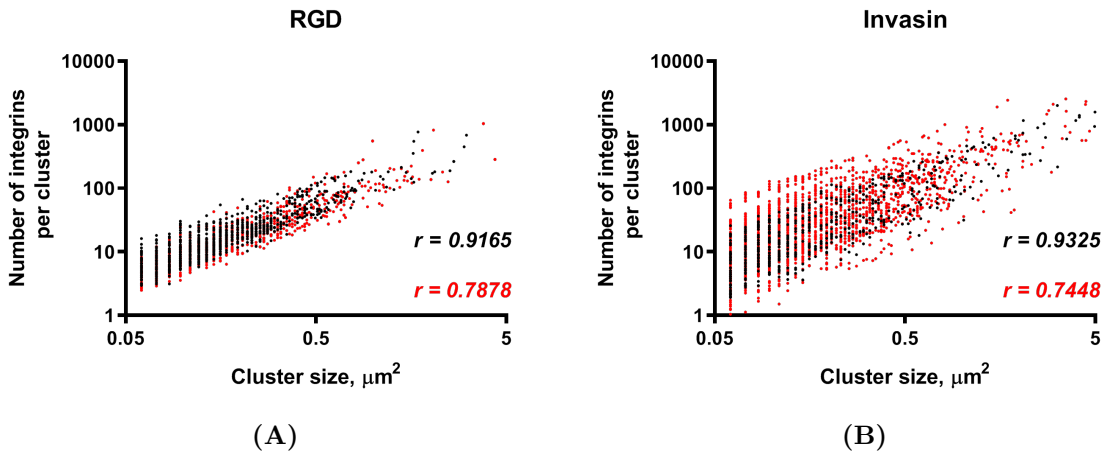 RGD
Number of integrins
per cluster
10000
1000
100
10
1
0.05
0.5
5
r = 0.9165
r = 0.7878
Cluster size, μm²
(A)
Invasin
Number of integrins
per cluster
10000
1000
100
10
1
0.05
0.5
5
r = 0.9325
r = 0.7448
Cluster size, μm²
(B)